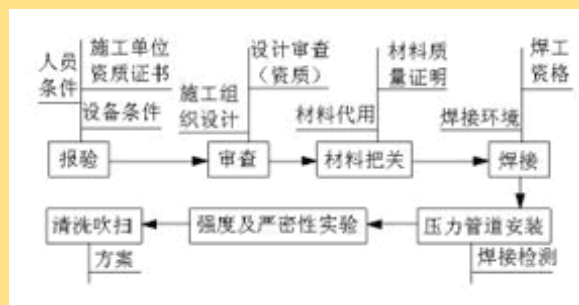 人员
条件
施工单位
资质证书
设备条件
报验
施工组
织设计
设计审查
(资质)
审查
材料代用
材料质
量证明
材料把关
焊接环境
焊工
资格
焊接
压力管道安装
焊接检测
强度及严密性实验
清洗吹扫
方案